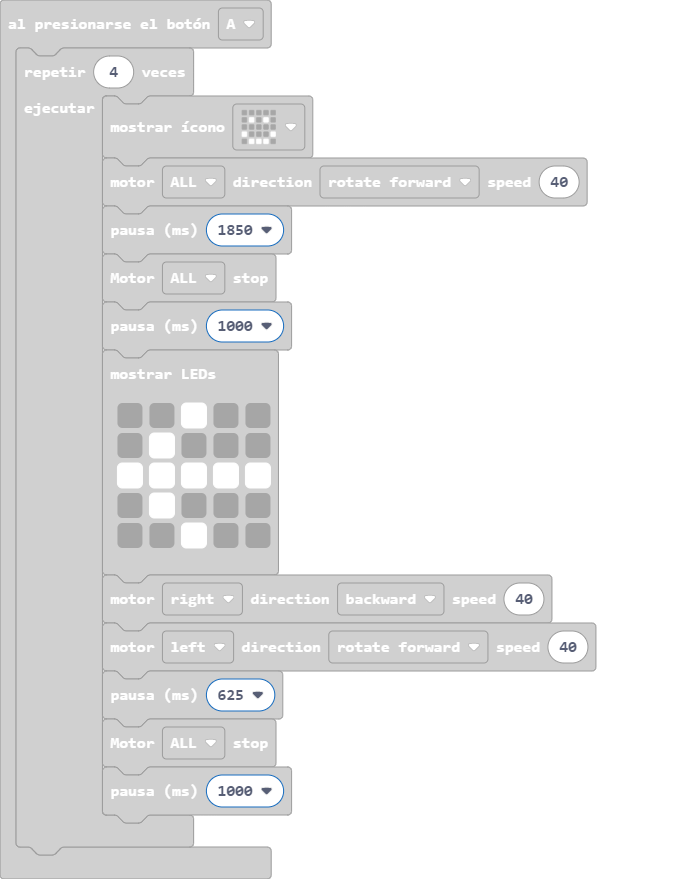 al presionarse el botón A
repetir 4 veces
ejecutar
mostrar ícono
motor ALL direction rotate forward speed 40
pausa (ms) 1850
Motor ALL stop
pausa (ms) 1000
mostrar LEDs
motor right direction backward speed 40
motor left direction rotate forward speed 40
pausa (ms) 625
Motor ALL stop
pausa (ms) 1000